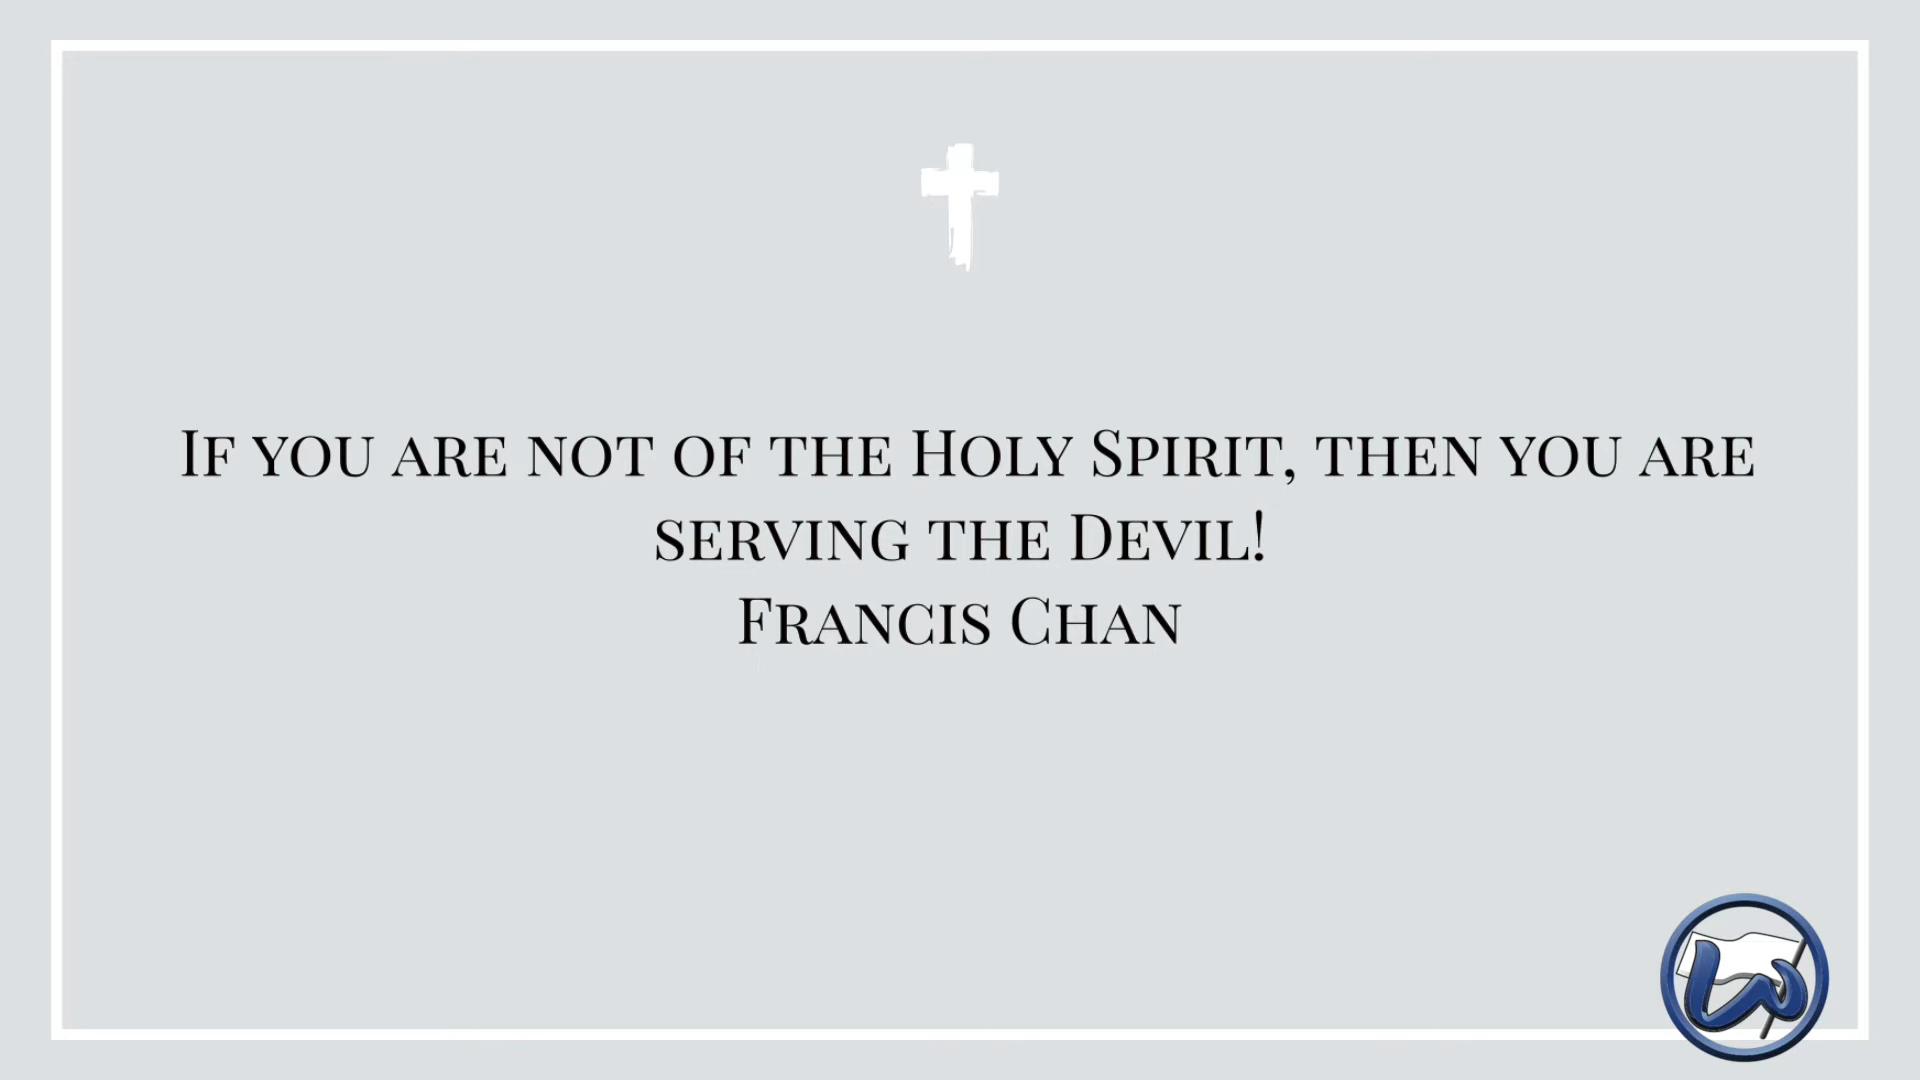 If you are not of the Holy Spirit, then you are
serving the Devil!
Francis Chan